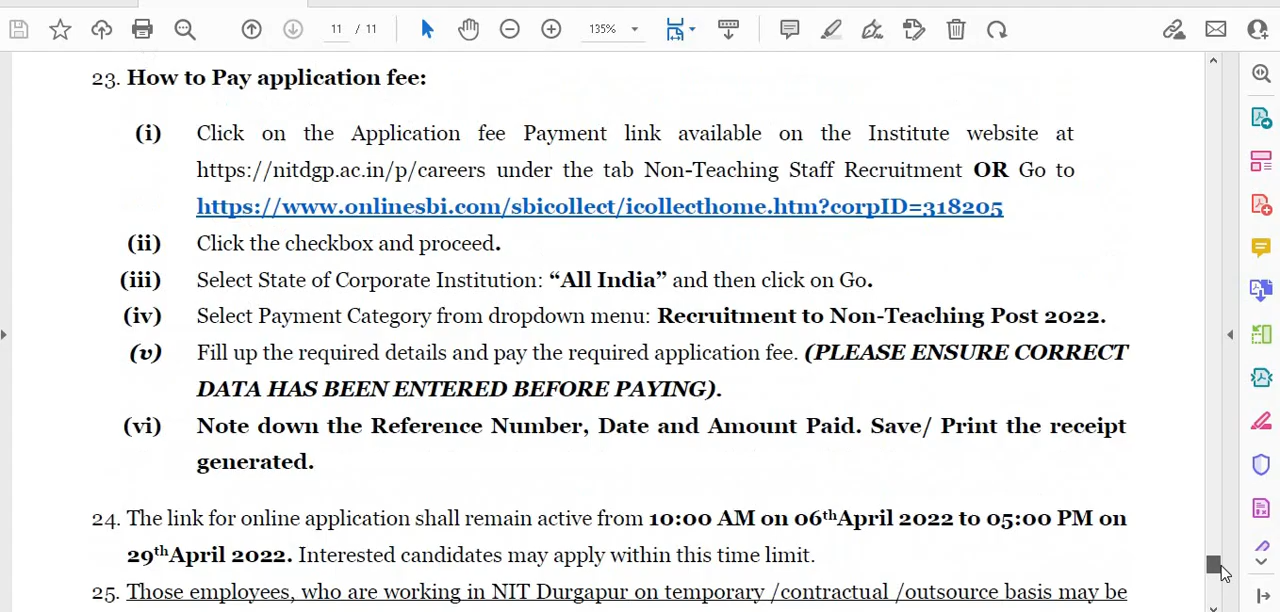 11 / 11
135%
23. How to Pay application fee:
(i) Click on the Application fee Payment link available on the Institute website at
https://nitdgp.ac.in/p/careers under the tab Non-Teaching Staff Recruitment OR Go to
https://www.onlinesbi.com/sbicollect/icollecthome.htm?corpID=318205
(ii) Click the checkbox and proceed.
(iii) Select State of Corporate Institution: “All India” and then click on Go.
(iv) Select Payment Category from dropdown menu: Recruitment to Non-Teaching Post 2022.
(v) Fill up the required details and pay the required application fee. (PLEASE ENSURE CORRECT
DATA HAS BEEN ENTERED BEFORE PAYING).
(vi) Note down the Reference Number, Date and Amount Paid. Save/ Print the receipt
generated.
24. The link for online application shall remain active from 10:00 AM on 06thApril 2022 to 05:00 PM on
29thApril 2022. Interested candidates may apply within this time limit.
25. Those employees, who are working in NIT Durgapur on temporary /contractual /outsource basis may be